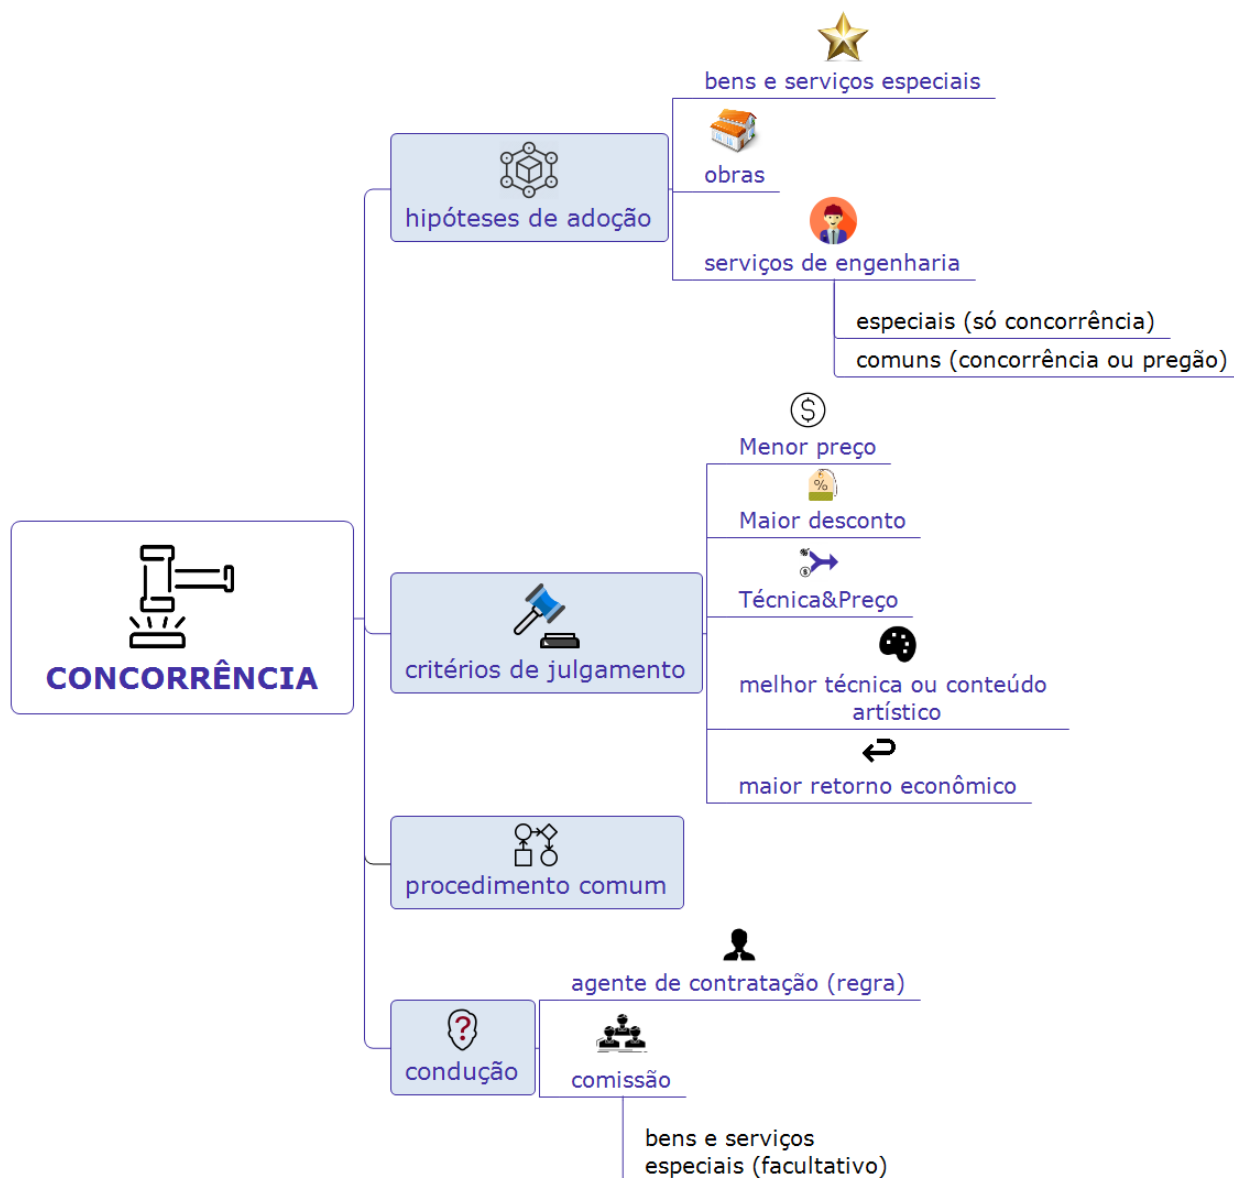 bens e serviços especiais
obras
hipóteses de adoção
serviços de engenharia
especiais (só concorrência)
comuns (concorrência ou pregão)
$
Menor preço
%
Maior desconto
$
Técnica&Preço
CONCORRÊNCIA
critérios de julgamento
melhor técnica ou conteúdo
artístico
maior retorno econômico
procedimento comum
agente de contratação (regra)
?
condução
comissão
bens e serviços
especiais (facultativo)